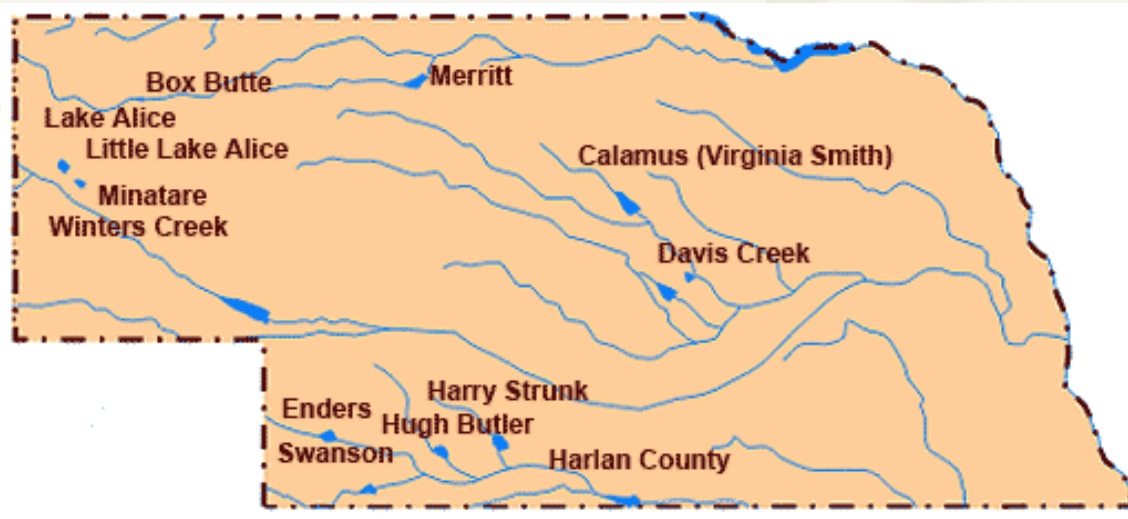 Box Butte
Merritt
Lake Alice
Little Lake Alice
Calamus (Virginia Smith)
Minatare
Winters Creek
Davis Creek
Harry Strunk
Enders
Hugh Butler
Swanson
Harlan County